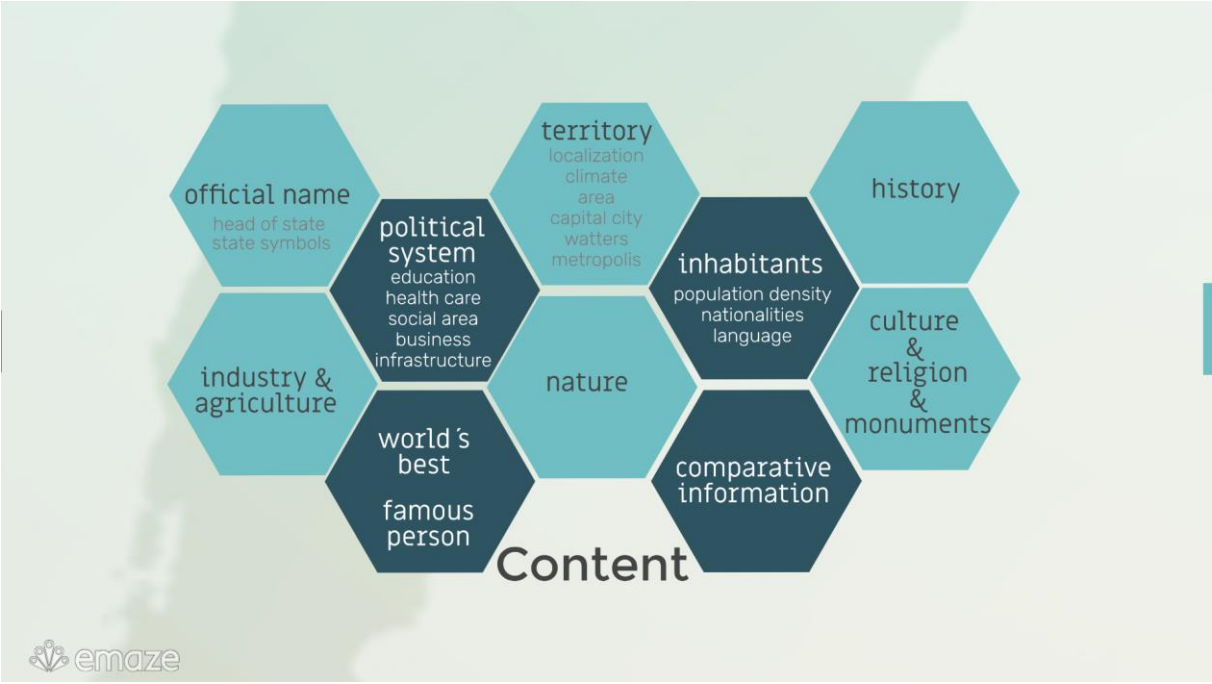 official name
head of state
state symbols
political
system
education
health care
social area
business
infrastructure
territory
localization
climate
area
capital city
watters
metropolis
inhabitants
population density
nationalities
language
history
industry &
agriculture
nature
culture
&
religion
&
monuments
world´s
best
famous
person
comparative
information
Content
emaze